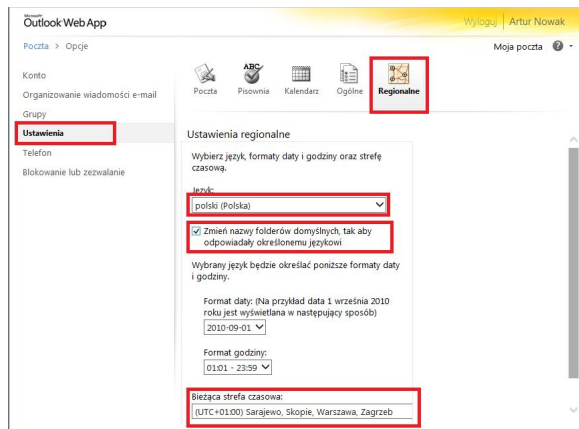 Microsoft
Outlook Web App
Wyloguj | Artur Nowak
Poczta > Opcje
Moja poczta
Konto
Organizowanie wiadomości e-mail
Grupy
Ustawienia
Telefon
Blokowanie lub zezwalanie
ABC
Poczta Pisownia Kalendarz Ogólne Regionalne
Ustawienia regionalne
Wybierz język, formaty daty i godziny oraz strefę
czasową.
Język:
polski (Polska)
Zmień nazwy folderów domyślnych, tak aby
odpowiadały określonemu językowi
Wybrany język będzie określać poniższe formaty daty
i godziny.
Format daty: (Na przykład data 1 września 2010
roku jest wyświetlana w następujący sposób)
2010-09-01
Format godziny:
01:01 - 23:59
Bieżąca strefa czasowa:
(UTC+01:00) Sarajewo, Skopie, Warszawa, Zagrzeb